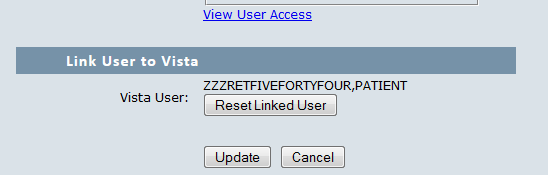 View User Access
Link User to Vista
ZZZRETFIVEFORTYFOUR,PATIENT
Vista User:
Reset Linked User
Update Cancel